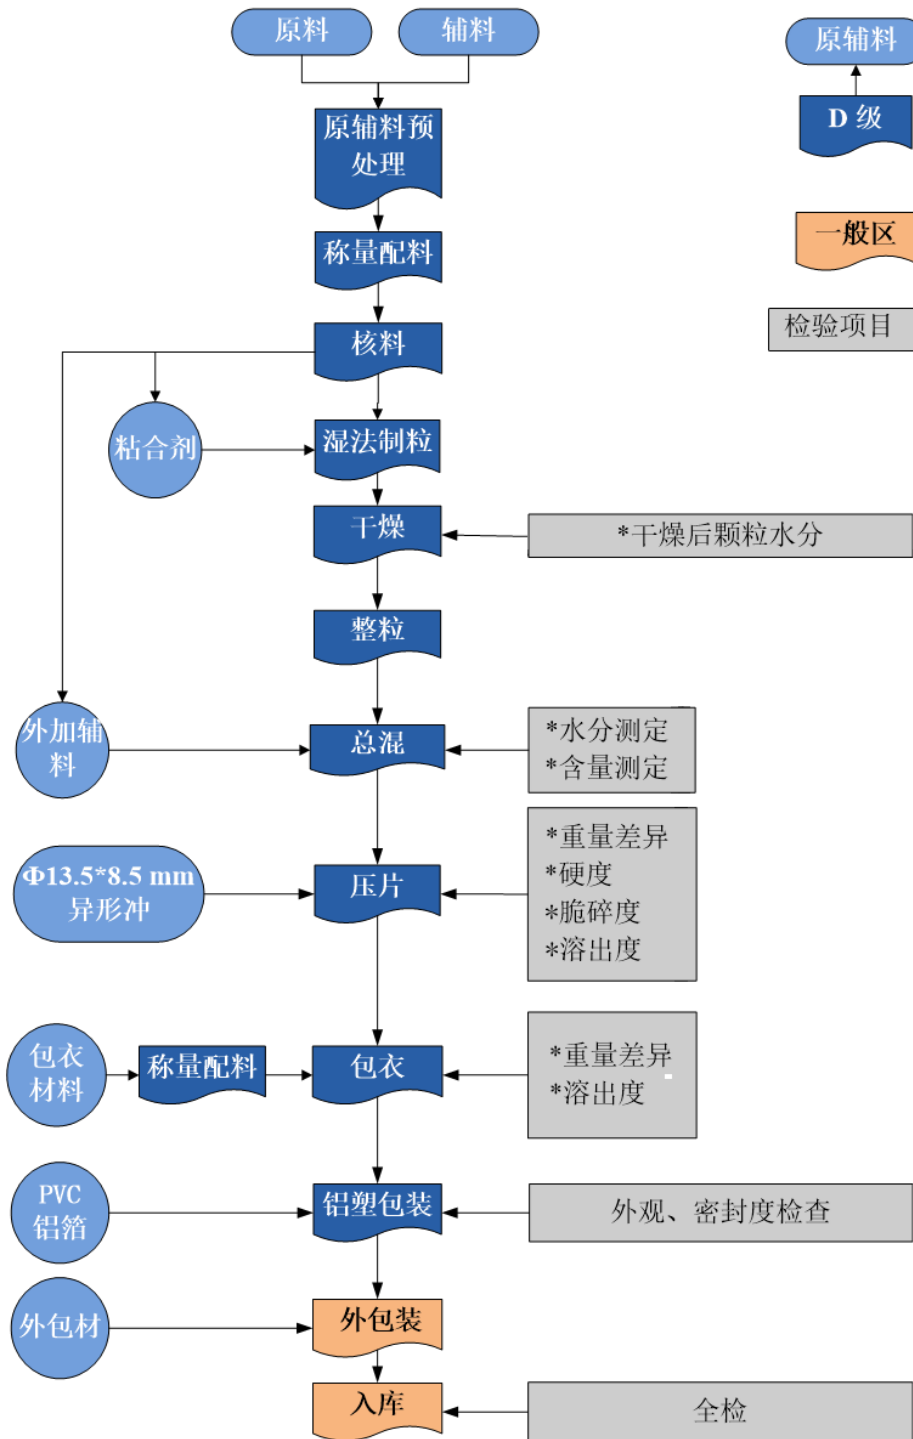 原料
辅料
原辅料
D 级
原辅料预
处理
一般区
称量配料
检验项目
核料
粘合剂
湿法制粒
干燥
*干燥后颗粒水分
整粒
外加辅
料
总混
*水分测定
*含量测定
Φ13.5*8.5 mm
异形冲
压片
*重量差异
*硬度
*脆碎度
*溶出度
包衣
材料
称量配料
包衣
*重量差异
*溶出度
PVC
铝箔
铝塑包装
外观、密封度检查
外包材
外包装
入库
全检